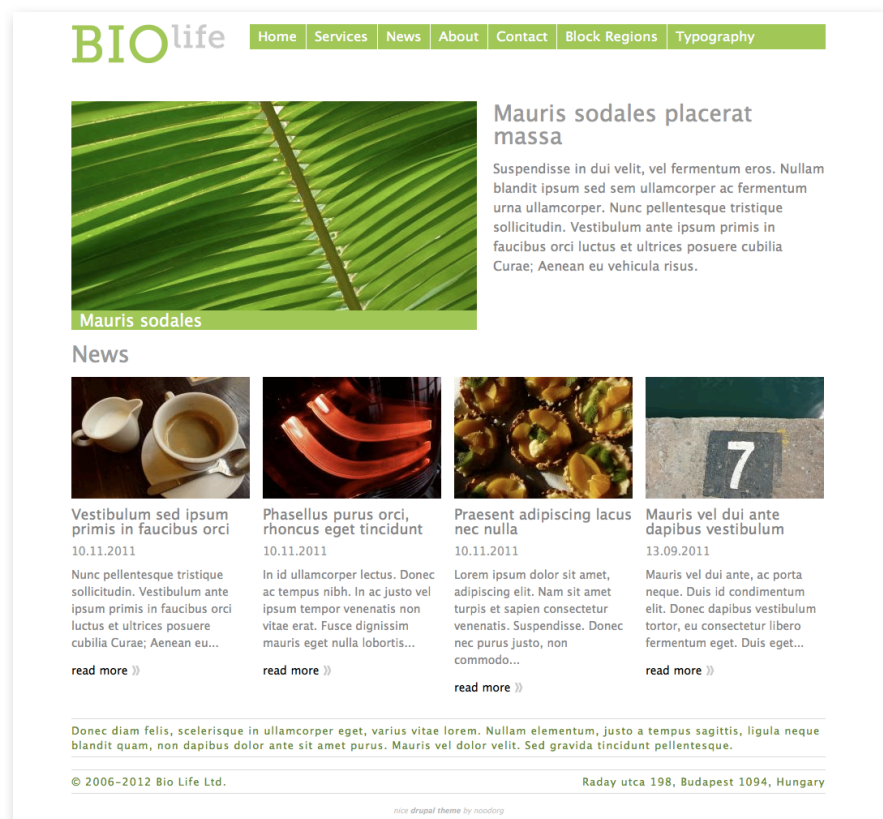 BIOlife
Home Services News About Contact Block Regions Typography
Mauris sodales
Mauris sodales placerat
massa
Suspendisse in dui velit, vel fermentum eros. Nullam
blandit ipsum sed sem ullamcorper ac fermentum
urna ullamcorper. Nunc pellentesque tristique
sollicitudin. Vestibulum ante ipsum primis in
faucibus orci luctus et ultrices posuere cubilia
Curae; Aenean eu vehicula risus.
News
Vestibulum sed ipsum
primis in faucibus orci
10.11.2011
Nunc pellentesque tristique
sollicitudin. Vestibulum ante
ipsum primis in faucibus orci
luctus et ultrices posuere
cubilia Curae; Aenean eu...
read more »
Phasellus purus orci,
rhoncus eget tincidunt
10.11.2011
In id ullamcorper lectus. Donec
ac tempus nibh. In ac justo vel
ipsum tempor venenatis non
vitae erat. Fusce dignissim
mauris eget nulla lobortis...
read more »
Praesent adipiscing lacus
nec nulla
10.11.2011
Lorem ipsum dolor sit amet,
adipiscing elit. Nam sit amet
turpis et sapien consectetur
venenatis. Suspendisse. Donec
nec purus justo, non
commodo...
read more »
7
Mauris vel dui ante
dapibus vestibulum
13.09.2011
Mauris vel dui ante, ac porta
neque. Duis id condimentum
elit. Donec dapibus vestibulum
tortor, eu consectetur libero
fermentum eget. Duis eget...
read more »
Donec diam felis, scelerisque in ullamcorper eget, varius vitae lorem. Nullam elementum, justo a tempus sagittis, ligula neque
blandit quam, non dapibus dolor ante sit amet purus. Mauris vel dolor velit. Sed gravida tincidunt pellentesque.
© 2006-2012 Bio Life Ltd.
Raday utca 198, Budapest 1094, Hungary
nice drupal theme by noodorg